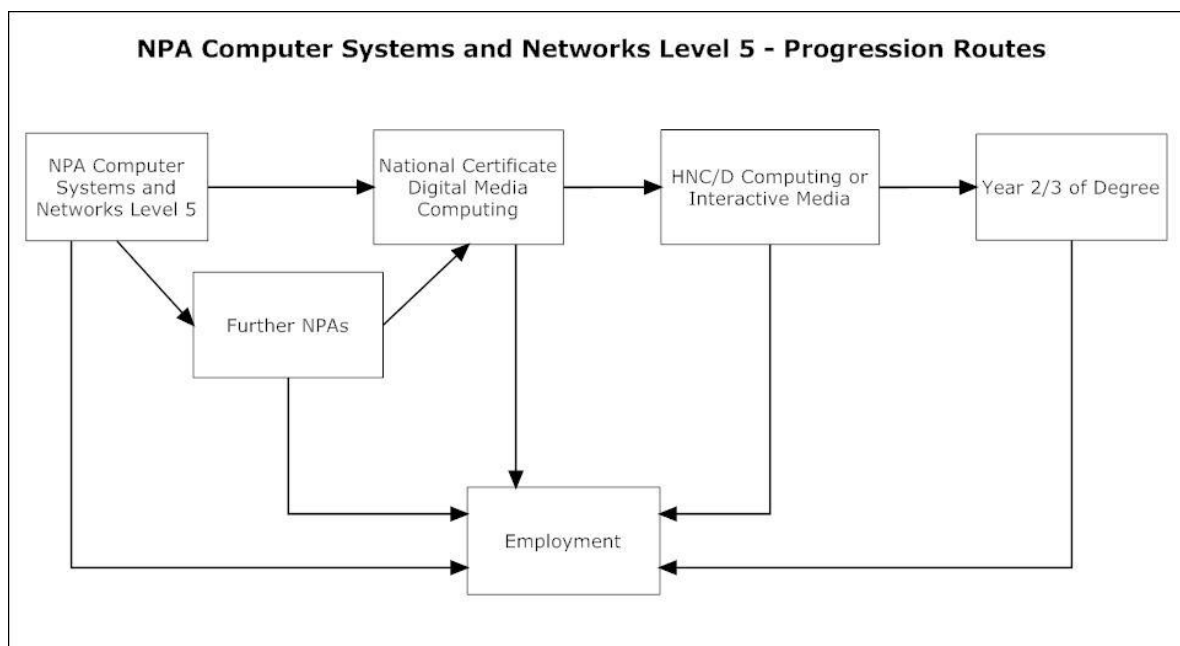 NPA Computer Systems and Networks Level 5 - Progression Routes
NPA Computer
Systems and
Networks Level 5
National Certificate
Digital Media
Computing
HNC/D Computing or
Interactive Media
Year 2/3 of Degree
Further NPAs
Employment